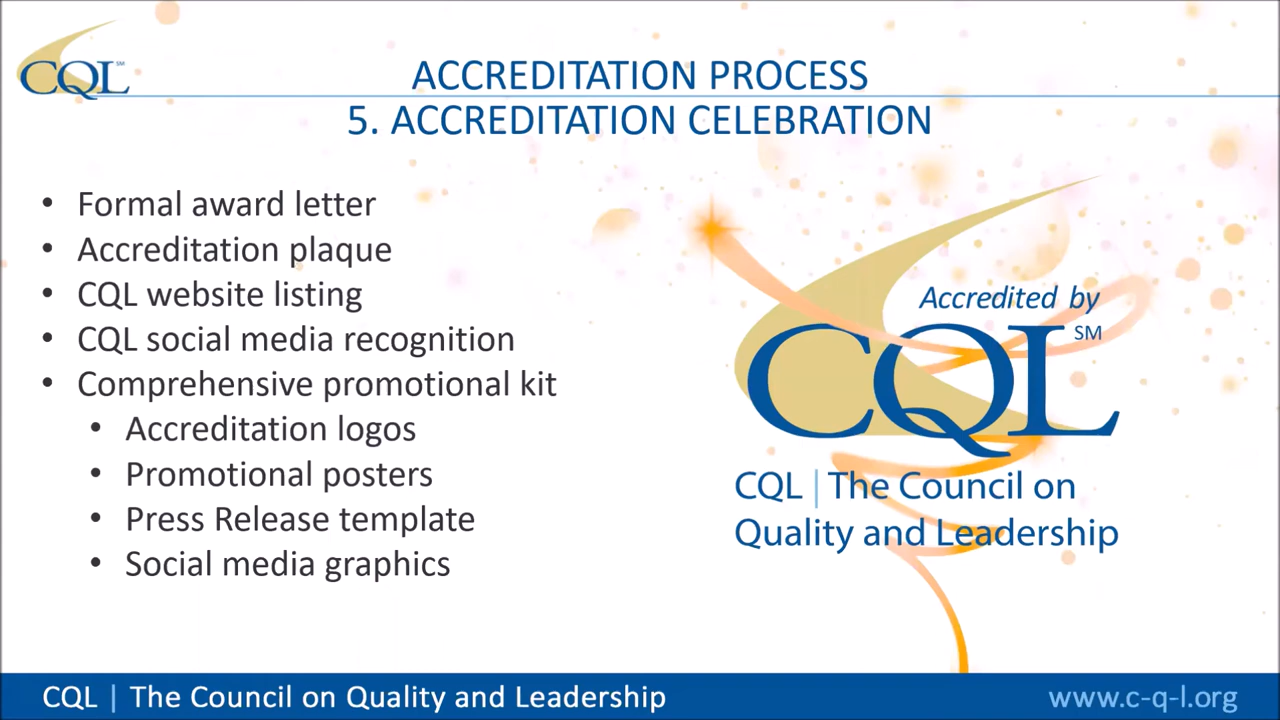 CQL SM
ACCREDITATION PROCESS
5. ACCREDITATION CELEBRATION
• Formal award letter
• Accreditation plaque
• CQL website listing
• CQL social media recognition
• Comprehensive promotional kit
• Accreditation logos
• Promotional posters
• Press Release template
• Social media graphics
Accredited by
CQL SM
CQL | The Council on
Quality and Leadership
CQL | The Council on Quality and Leadership
www.c-q-l.org